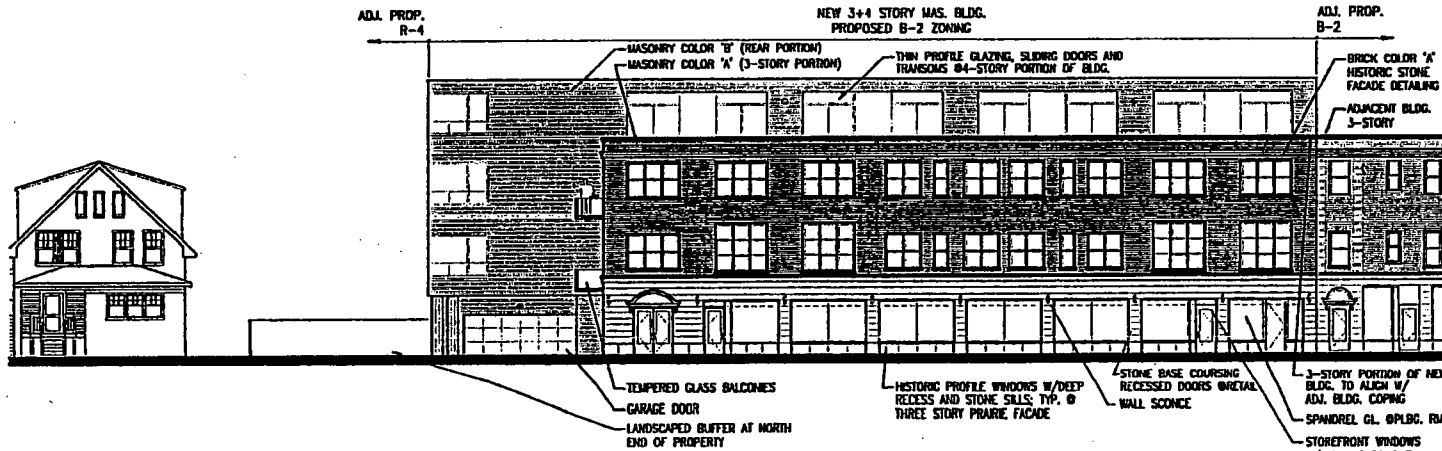 ADJ. PROP.
R-4
NEW 3+4 STORY MAS. BLDG.
PROPOSED B-2 ZONING
ADJ. PROP.
B-2
MASONRY COLOR "B" (REAR PORTION)
MASONRY COLOR "A" (3-STORY PORTION)
THIN PROFILE GLAZING, SLIDING DOORS AND
TRANSOMS @4-STORY PORTION OF BLDG.
BRICK COLOR "A"
HISTORIC STONE
FACADE DETAILING
ADJACENT BLDG.
3-STORY
TEMPERED GLASS BALCONIES
GARAGE DOOR
LANDSCAPED BUFFER AT NORTH
END OF PROPERTY
HISTORIC PROFILE WINDOWS W/DEEP
RECESS AND STONE SILLS; TYP. @
THREE STORY PRAIRIE FACADE
STONE BASE COURSING
RECESSED DOORS @RETAIL
WALL SCONCE
3-STORY PORTION OF NEW
BLDG. TO ALIGN W/
ADJ. BLDG. COPING
SPANDREL GL. @PLBG. RM
STOREFRONT WINDOWS